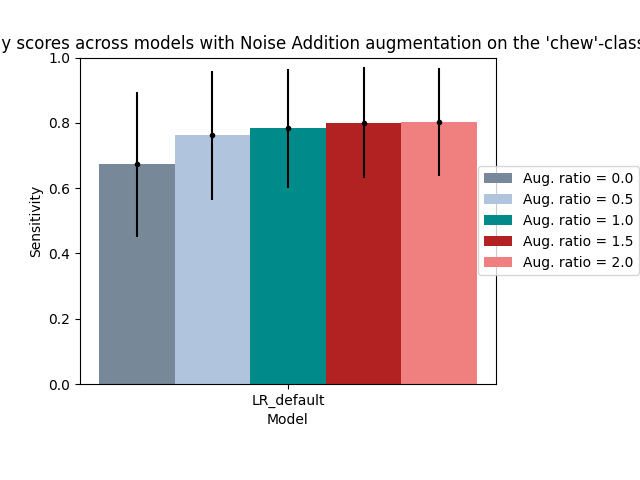 y scores across models with Noise Addition augmentation on the 'chew'-clas
1.0
0.8
0.6
0.4
0.2
0.0
Sensitivity
LR_default
Model
Aug. ratio = 0.0
Aug. ratio = 0.5
Aug. ratio = 1.0
Aug. ratio = 1.5
Aug. ratio = 2.0